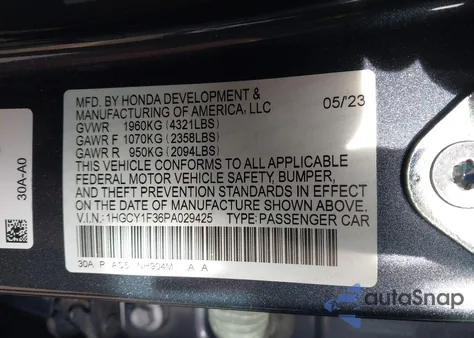 MFD. BY HONDA DEVELOPMENT &
MANUFACTURING OF AMERICA, LLC 05/'23
GVWR 1960KG (4321LBS)
GAWR F 1070KG (2358LBS)
GAWR R 950KG (2094LBS)
THIS VEHICLE CONFORMS TO ALL APPLICABLE
FEDERAL MOTOR VEHICLE SAFETY, BUMPER,
AND THEFT PREVENTION STANDARDS IN EFFECT
ON THE DATE OF MANUFACTURE SHOWN ABOVE.
V.I.N.: 1HGCY1F36PA029425 TYPE:PASSENGER CAR
30A P NH904M A A
30A-A0
autoSnap